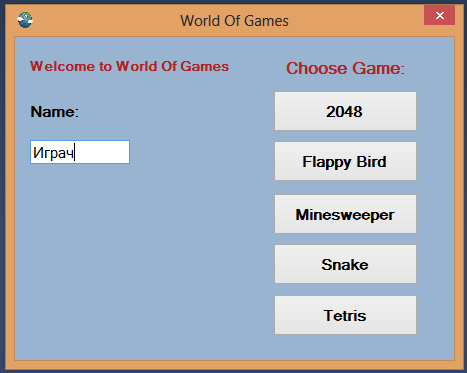 World Of Games
Welcome to World Of Games
Name:
Играч
Choose Game:
2048
Flappy Bird
Minesweeper
Snake
Tetris